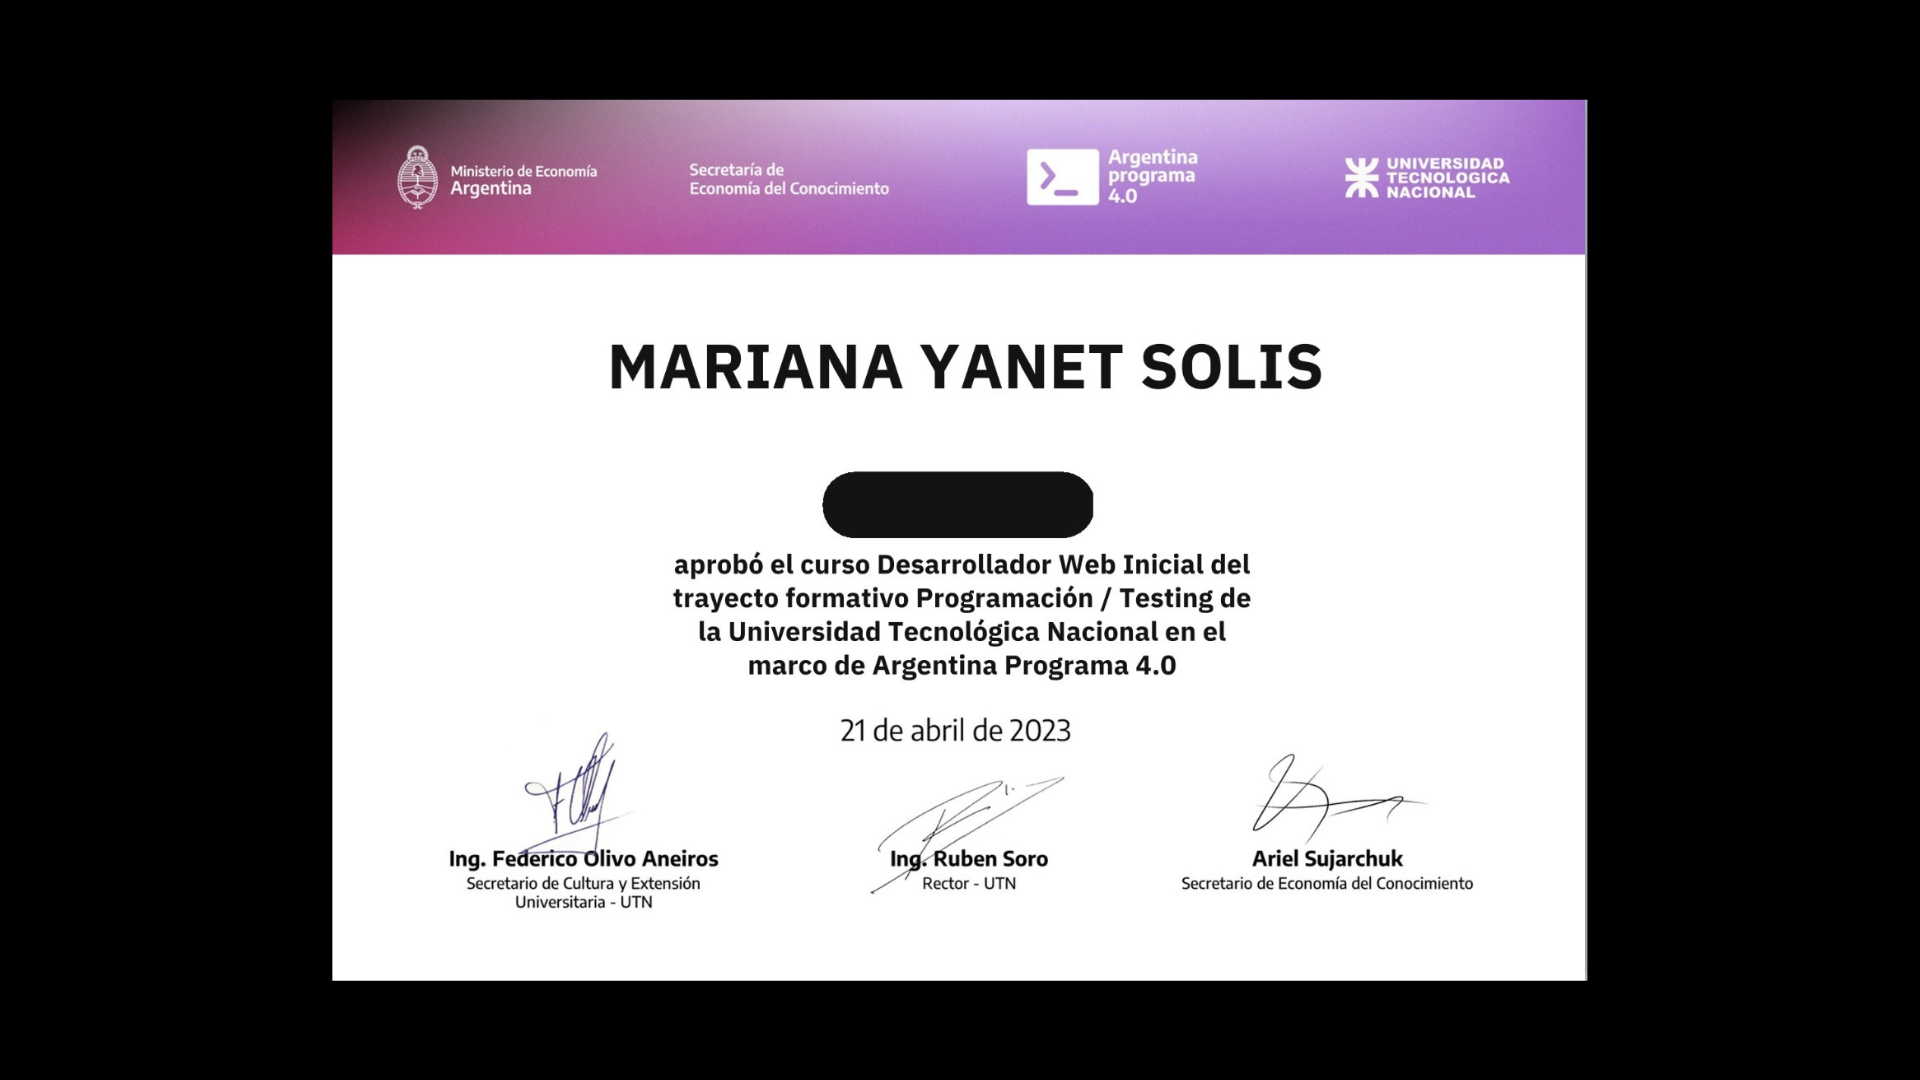 Ministerio de Economía
Argentina
Secretaría de
Economía del Conocimiento
Argentina
programa
4.0
UNIVERSIDAD
TECNOLOGICA
NACIONAL
MARIANA YANET SOLIS
aprobó el curso Desarrollador Web Inicial del
trayecto formativo Programación / Testing de
la Universidad Tecnológica Nacional en el
marco de Argentina Programa 4.0
21 de abril de 2023
Ing. Federico Olivo Aneiros
Secretario de Cultura y Extensión
Universitaria - UTN
Ing. Ruben Soro
Rector - UTN
Ariel Sujarchuk
Secretario de Economía del Conocimiento